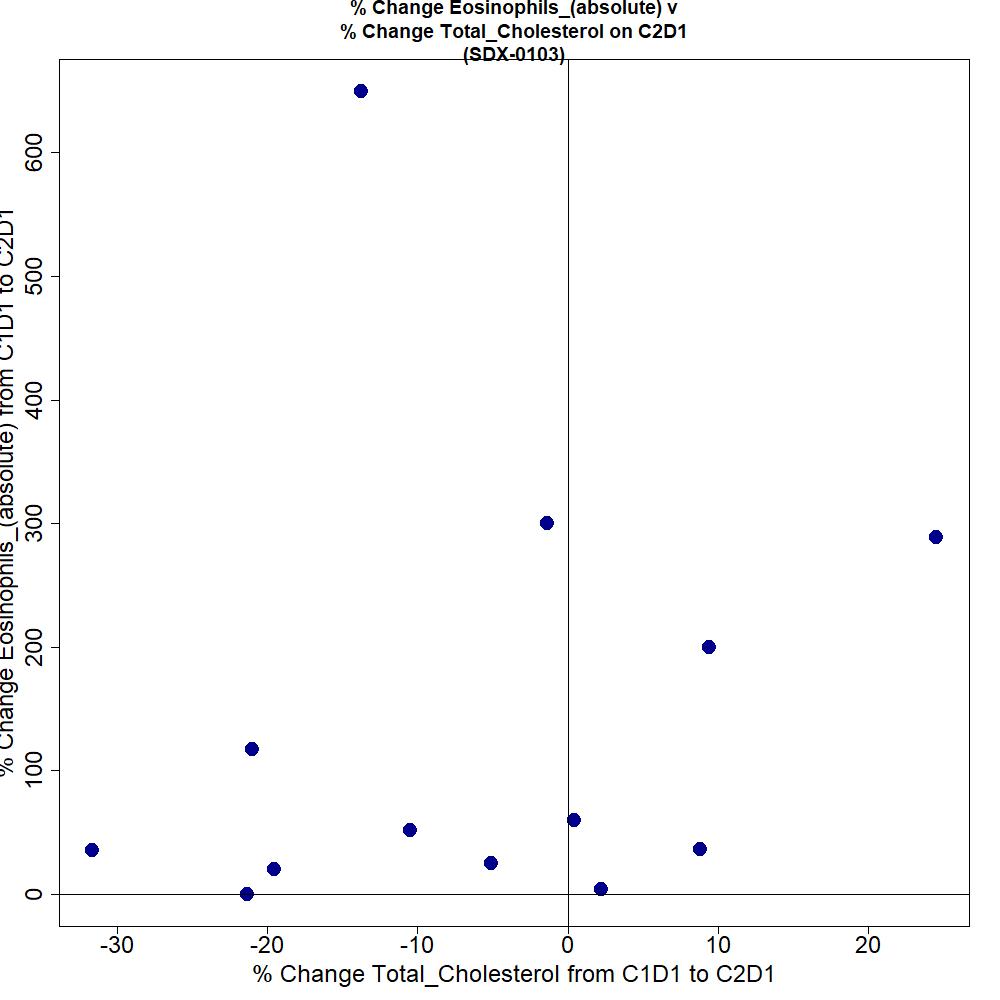 % Change Eosinophils_(absolute) v
% Change Total_Cholesterol on C2D1
(SDX-0103)
% Change Eosinophils_(absolute) from C1D1 to C2D1
600
500
400
300
200
100
0
-30
-20
-10
0
10
20
% Change Total_Cholesterol from C1D1 to C2D1